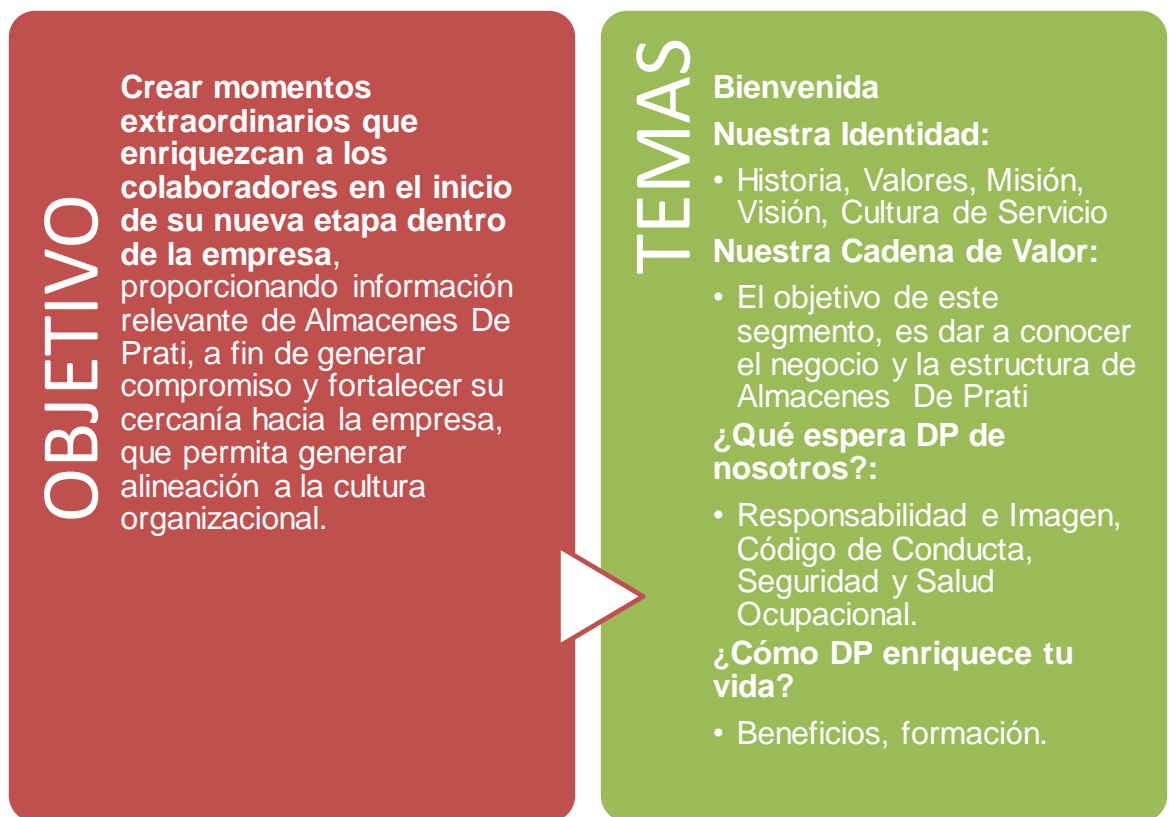 OBJETIVO
Crear momentos
extraordinarios que
enriquezcan a los
colaboradores en el inicio
de su nueva etapa dentro
de la empresa,
proporcionando información
relevante de Almacenes De
Prati, a fin de generar
compromiso y fortalecer su
cercanía hacia la empresa,
que permita generar
alineación a la cultura
organizacional.
TEMAS
Bienvenida
Nuestra Identidad:
• Historia, Valores, Misión,
Visión, Cultura de Servicio
Nuestra Cadena de Valor:
• El objetivo de este
segmento, es dar a conocer
el negocio y la estructura de
Almacenes De Prati
¿Qué espera DP de
nosotros?:
• Responsabilidad e Imagen,
Código de Conducta,
Seguridad y Salud
Ocupacional.
¿Cómo DP enriquece tu
vida?
• Beneficios, formación.